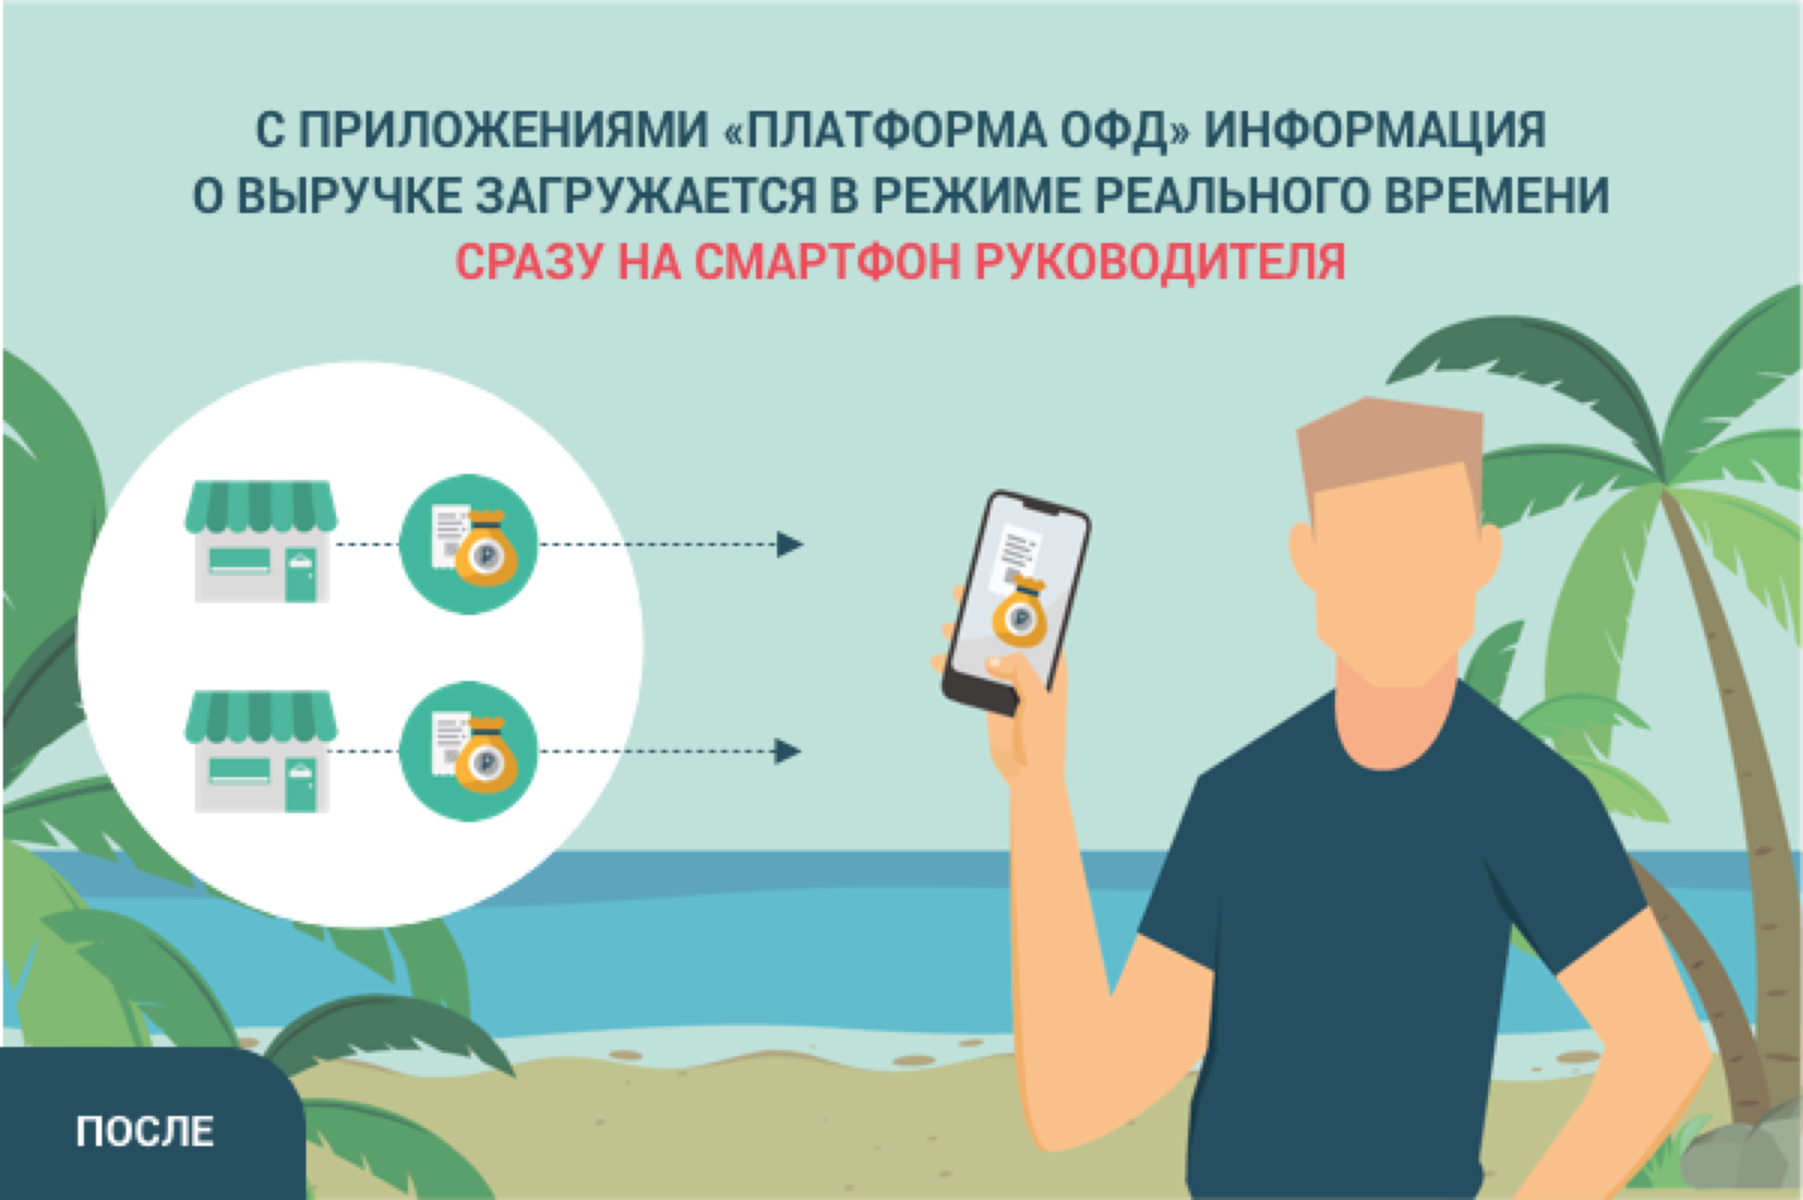 С ПРИЛОЖЕНИЯМИ «ПЛАТФОРМА ОФД» ИНФОРМАЦИЯ
О ВЫРУЧКЕ ЗАГРУЖАЕТСЯ В РЕЖИМЕ РЕАЛЬНОГО ВРЕМЕНИ
СРАЗУ НА СМАРТФОН РУКОВОДИТЕЛЯ
ПОСЛЕ